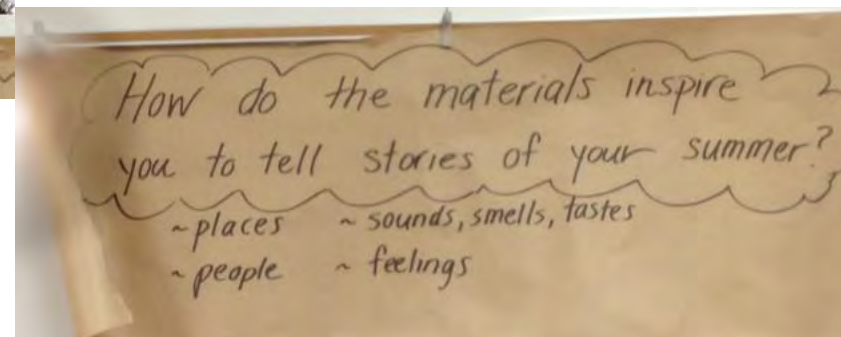 How do the materials inspire
you to tell stories of your summer?
~places ~ sounds, smells, tastes
~people ~ feelings